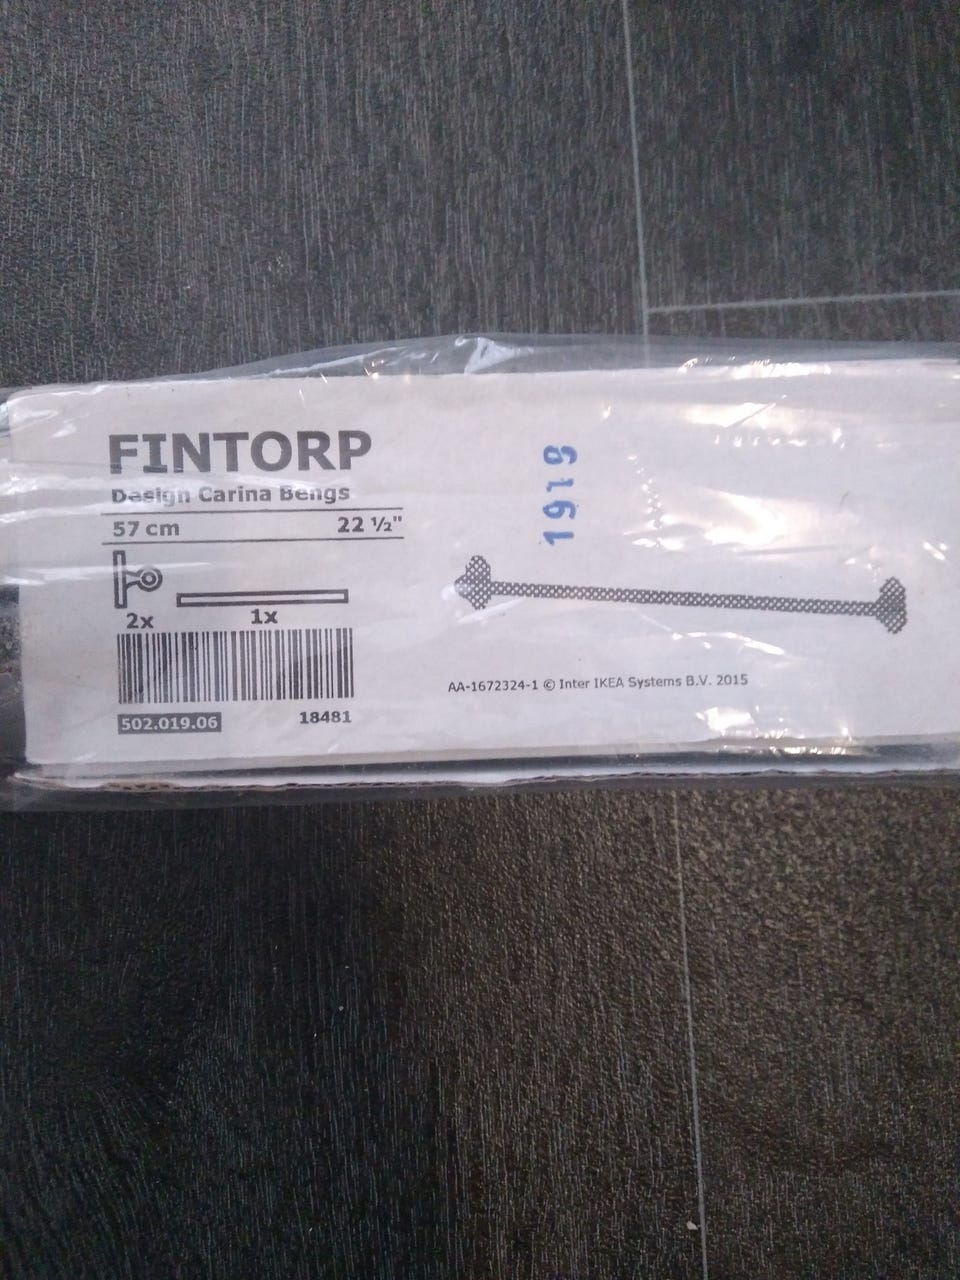 FINTORP
Design Carina Bengs
57 cm 22 ½"
2x 1x
502.019.06 18481
1918
AA-1672324-1 © Inter IKEA Systems B.V. 2015